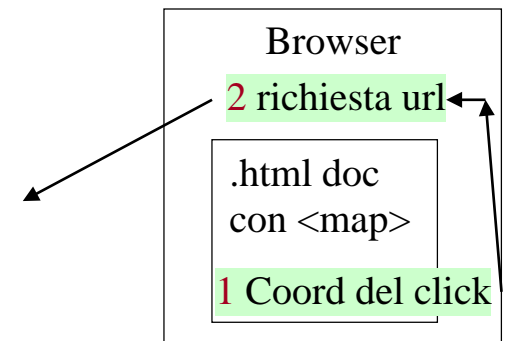 Browser
2 richiesta url
.html doc
con <map>
1 Coord del click